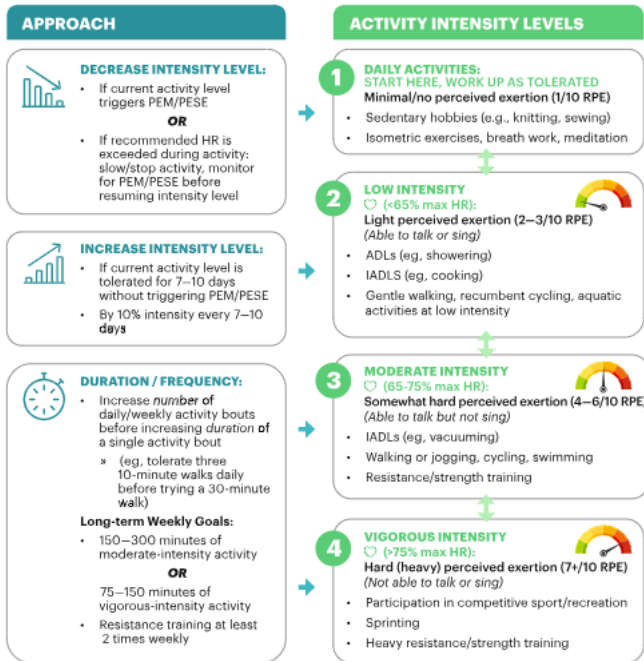 APPROACH
DECREASE INTENSITY LEVEL:
• If current activity level
triggers PEM/PESE
OR
• If recommended HR is
exceeded during activity:
slow/stop activity, monitor
for PEM/PESE before
resuming intensity level
INCREASE INTENSITY LEVEL:
• If current activity level is
tolerated for 7–10 days
without triggering PEM/PESE
• By 10% intensity every 7–10
days
DURATION / FREQUENCY:
• Increase number of
daily/weekly activity bouts
before increasing duration of
a single activity bout
» (eg, tolerate three
10-minute walks daily
before trying a 30-minute
walk)
Long-term Weekly Goals:
• 150–300 minutes of
moderate-intensity activity
OR
75–150 minutes of
vigorous-intensity activity
• Resistance training at least
2 times weekly
ACTIVITY INTENSITY LEVELS
1
DAILY ACTIVITIES:
START HERE, WORK UP AS TOLERATED
Minimal/no perceived exertion (1/10 RPE)
• Sedentary hobbies (e.g., knitting, sewing)
• Isometric exercises, breath work, meditation
2
LOW INTENSITY
(<65% max HR):
Light perceived exertion (2–3/10 RPE)
(Able to talk or sing)
• ADLs (eg, showering)
• IADLS (eg, cooking)
• Gentle walking, recumbent cycling, aquatic
activities at low intensity
3
MODERATE INTENSITY
(65-75% max HR):
Somewhat hard perceived exertion (4–6/10 RPE)
(Able to talk but not sing)
• IADLs (eg, vacuuming)
• Walking or jogging, cycling, swimming
• Resistance/strength training
4
VIGOROUS INTENSITY
(>75% max HR):
Hard (heavy) perceived exertion (7+/10 RPE)
(Not able to talk or sing)
• Participation in competitive sport/recreation
• Sprinting
• Heavy resistance/strength training